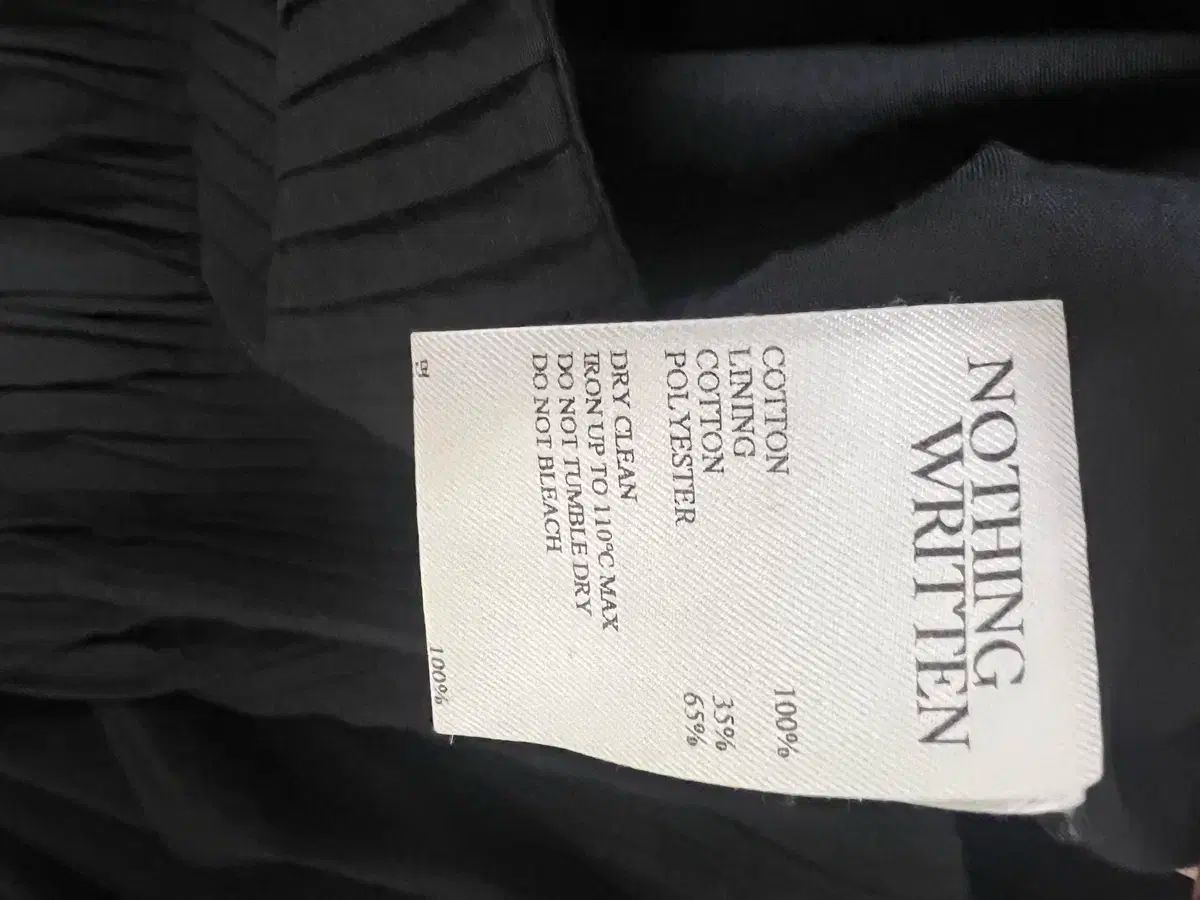 NOTHING
WRITTEN
COTTON 100%
LINING
COTTON 35%
POLYESTER 65%
DRY CLEAN
IRON UP TO 110°C MAX
DO NOT TUMBLE DRY
DO NOT BLEACH
면 100%